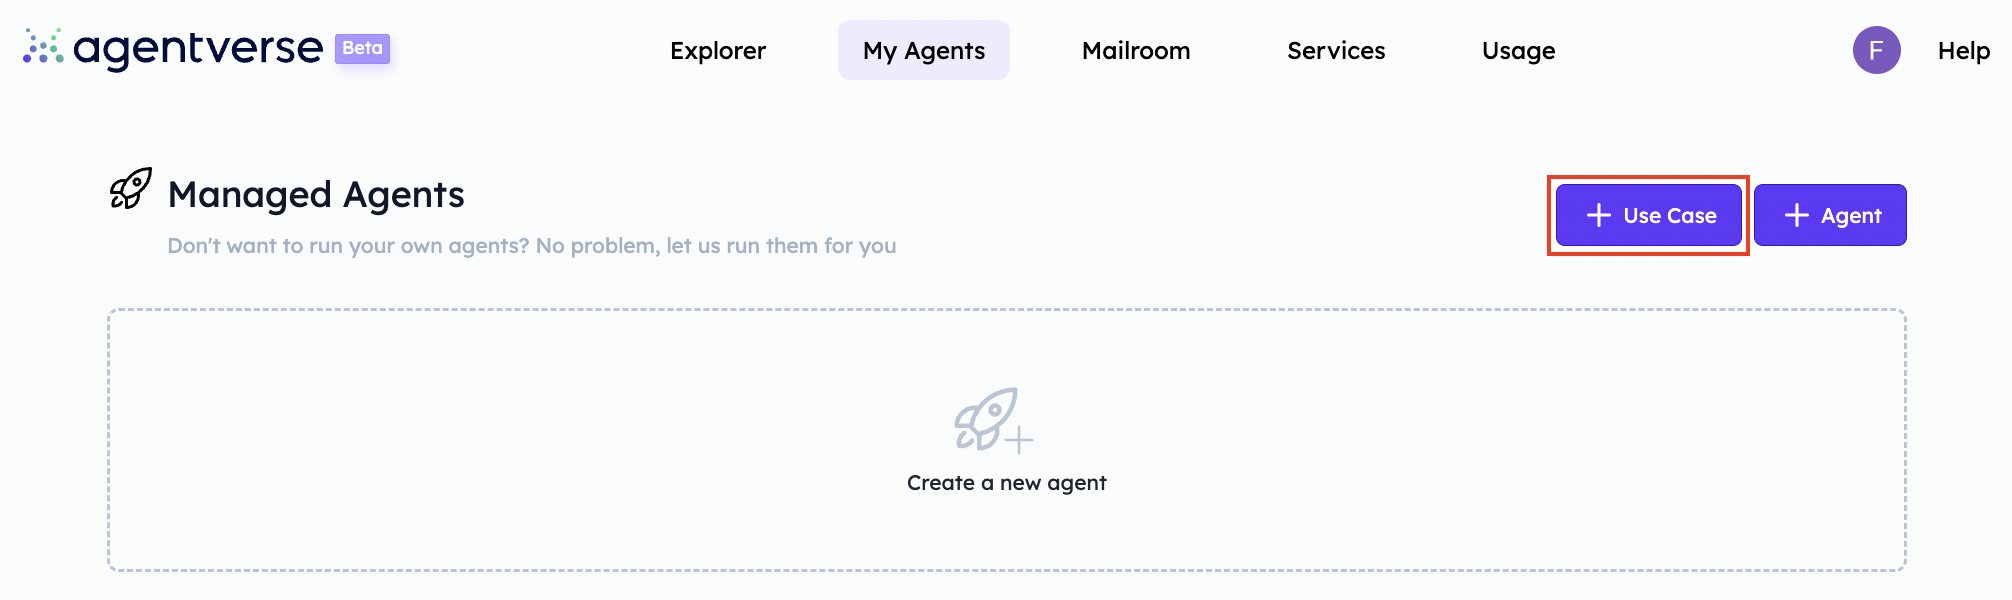 agentverse Beta
Explorer My Agents Mailroom Services Usage F Help
Managed Agents
Don't want to run your own agents? No problem, let us run them for you
Use Case Agent
Create a new agent